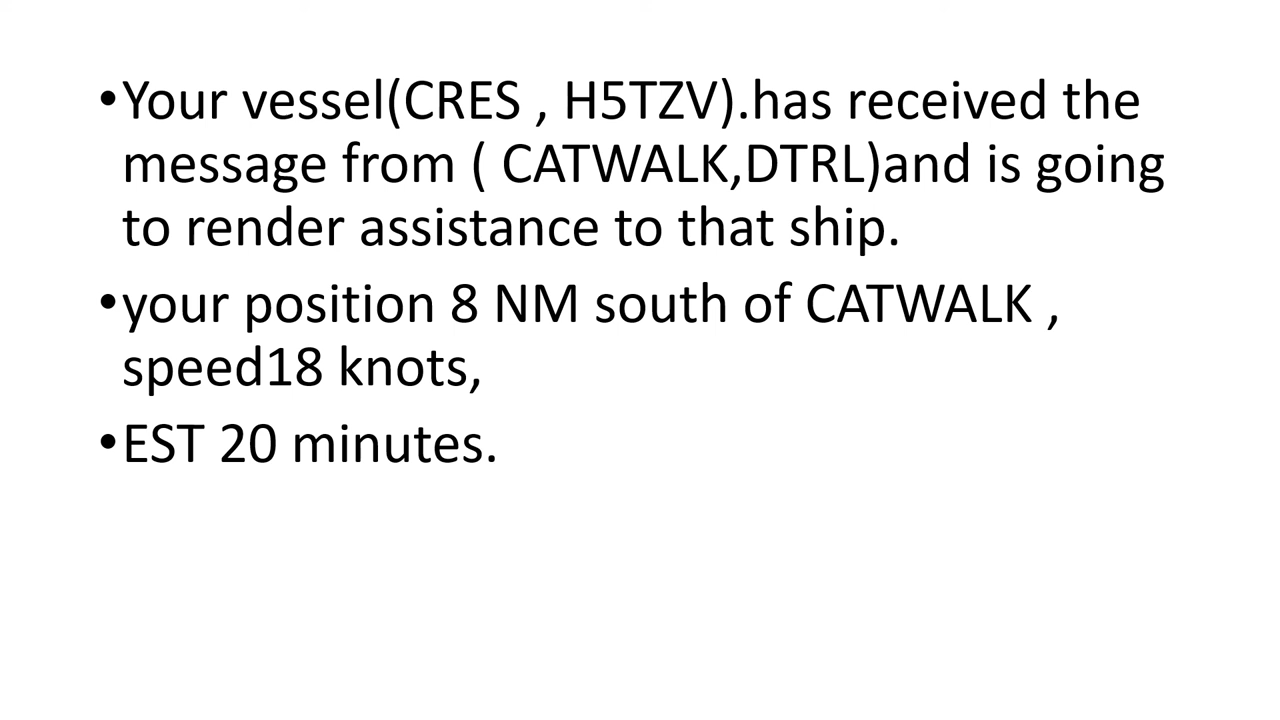 •Your vessel(CRES , H5TZV).has received the
message from ( CATWALK,DTRL)and is going
to render assistance to that ship.
•your position 8 NM south of CATWALK ,
speed18 knots,
•EST 20 minutes.